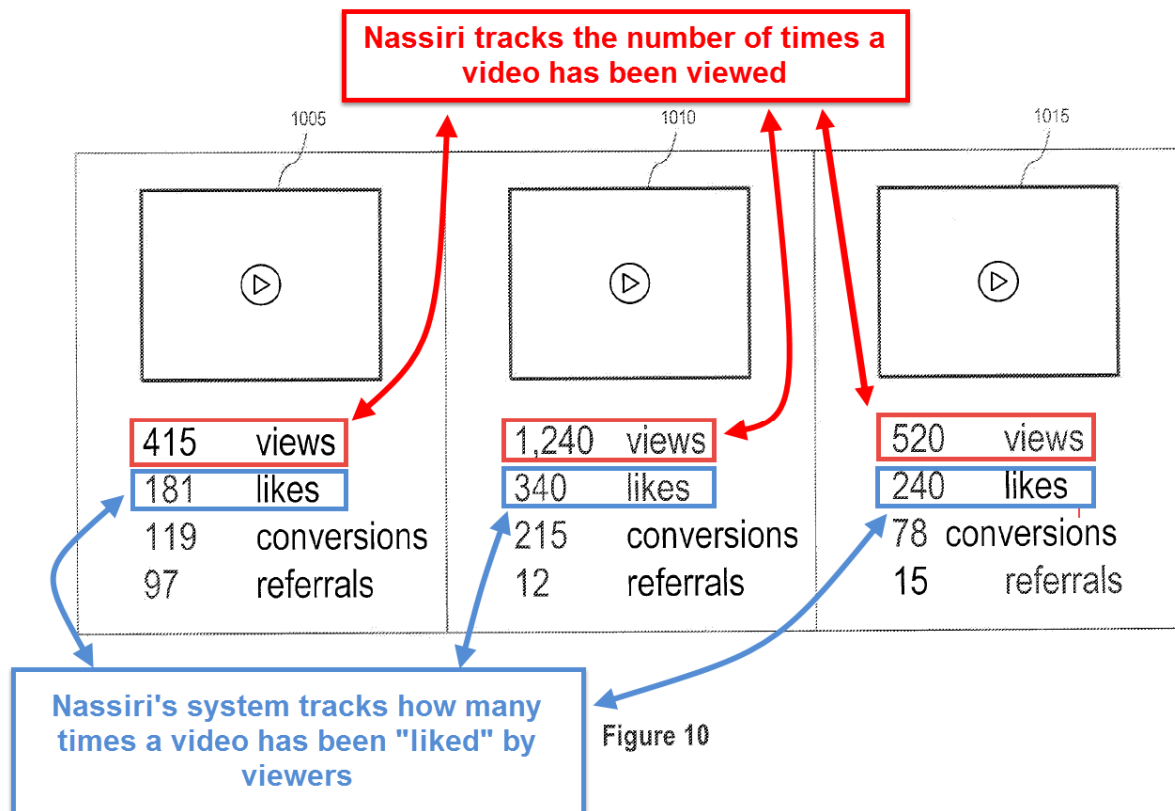 Nassiri tracks the number of times a
video has been viewed
1005
1010
1015
415 views
181 likes
119 conversions
97 referrals
1,240 views
340 likes
215 conversions
12 referrals
520 views
240 likes
78 conversions
15 referrals
Nassiri's system tracks how many
times a video has been "liked" by
viewers
Figure 10